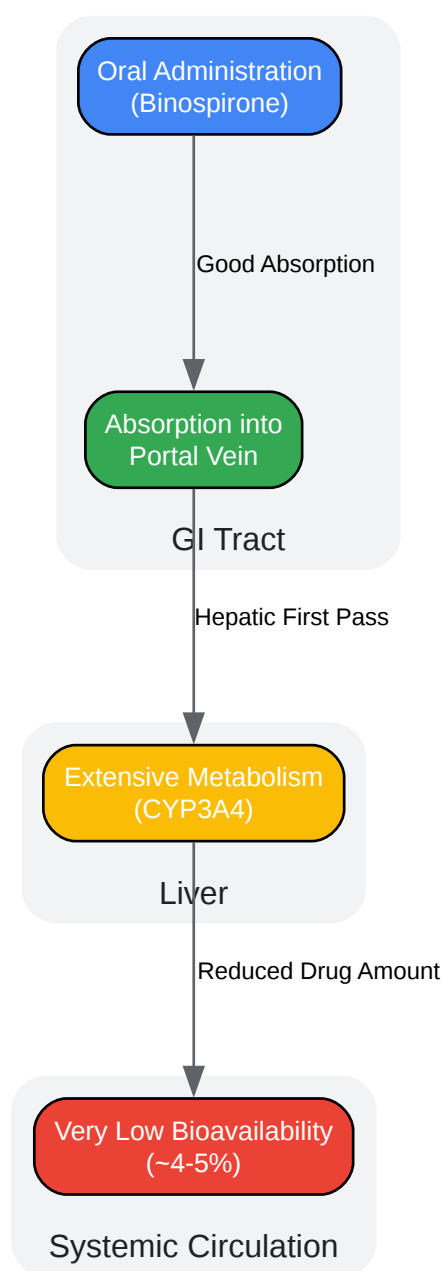 Oral Administration
(Binospirone)
Good Absorption
Absorption into
Portal Vein
GI Tract
Hepatic First Pass
Extensive Metabolism
(CYP3A4)
Liver
Reduced Drug Amount
Very Low Bioavailability
(~4-5%)
Systemic Circulation